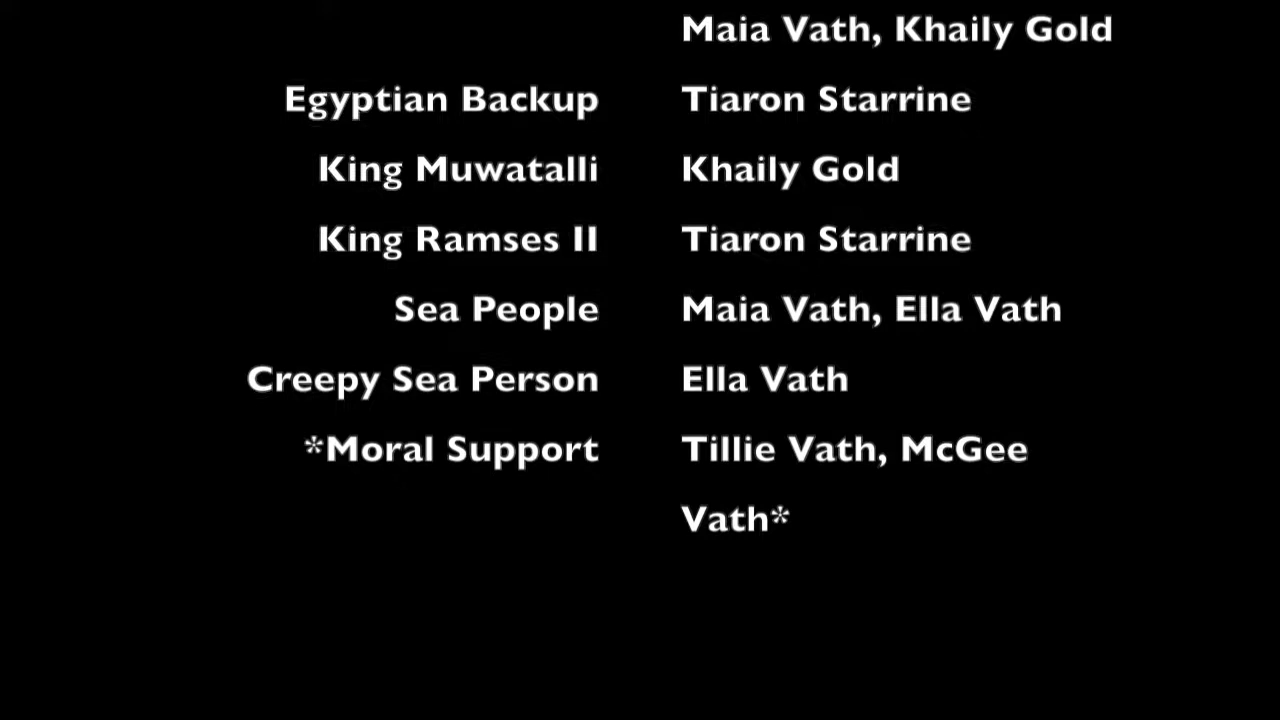 Maia Vath, Khaily Gold
Egyptian Backup Tiaron Starrine
King Muwatalli Khaily Gold
King Ramses II Tiaron Starrine
Sea People Maia Vath, Ella Vath
Creepy Sea Person Ella Vath
*Moral Support Tillie Vath, McGee
Vath*